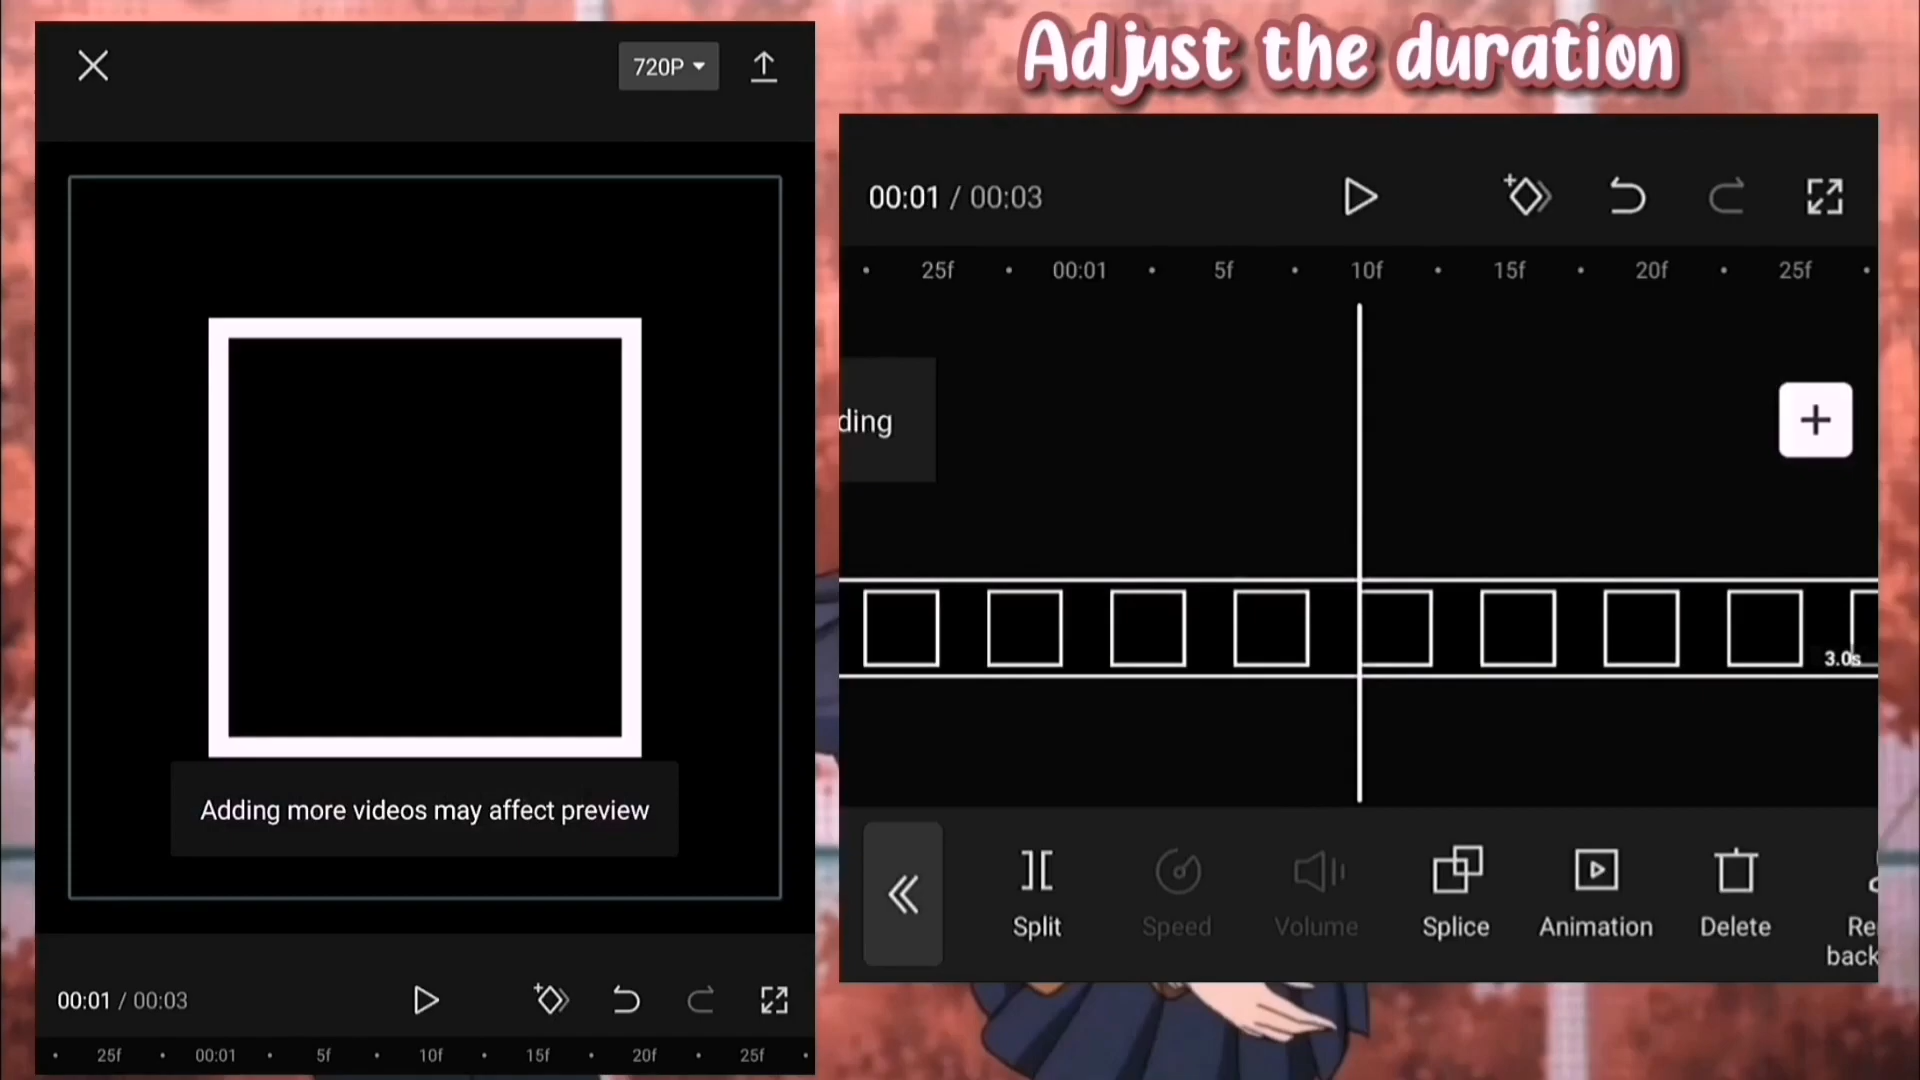 Adjust the duration
720P
Adding more videos may affect preview
00:01 / 00:03
25f 00:01 5f 10f 15f 20f 25f
00:01 / 00:03
25f 00:01 5f 10f 15f 20f 25f
ding
3.0s
Split Speed Volume Splice Animation Delete Re
back